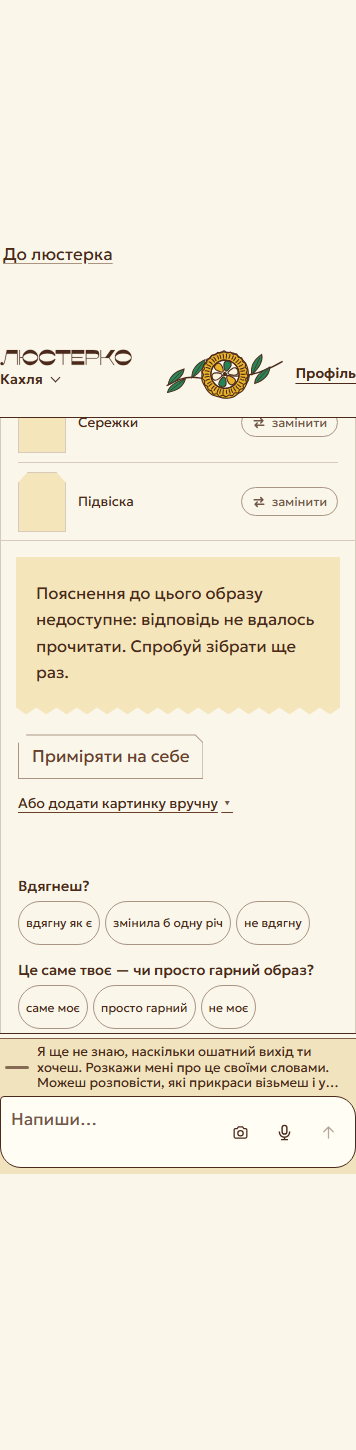 До люстерка
ЛЮСТЕРКО
Кахля
Профіль
Сережки
замінити
Підвіска
замінити
Пояснення до цього образу
недоступне: відповідь не вдалось
прочитати. Спробуй зібрати ще
раз.
Приміряти на себе
Або додати картинку вручну
Вдягнеш?
вдягну як є
змінила б одну річ
не вдягну
Це саме твоє — чи просто гарний образ?
саме моє
просто гарний
не моє
Я ще не знаю, наскільки ошатний вихід ти
хочеш. Розкажи мені про це своїми словами.
Можеш розповісти, які прикраси візьмеш і у…
Напиши…